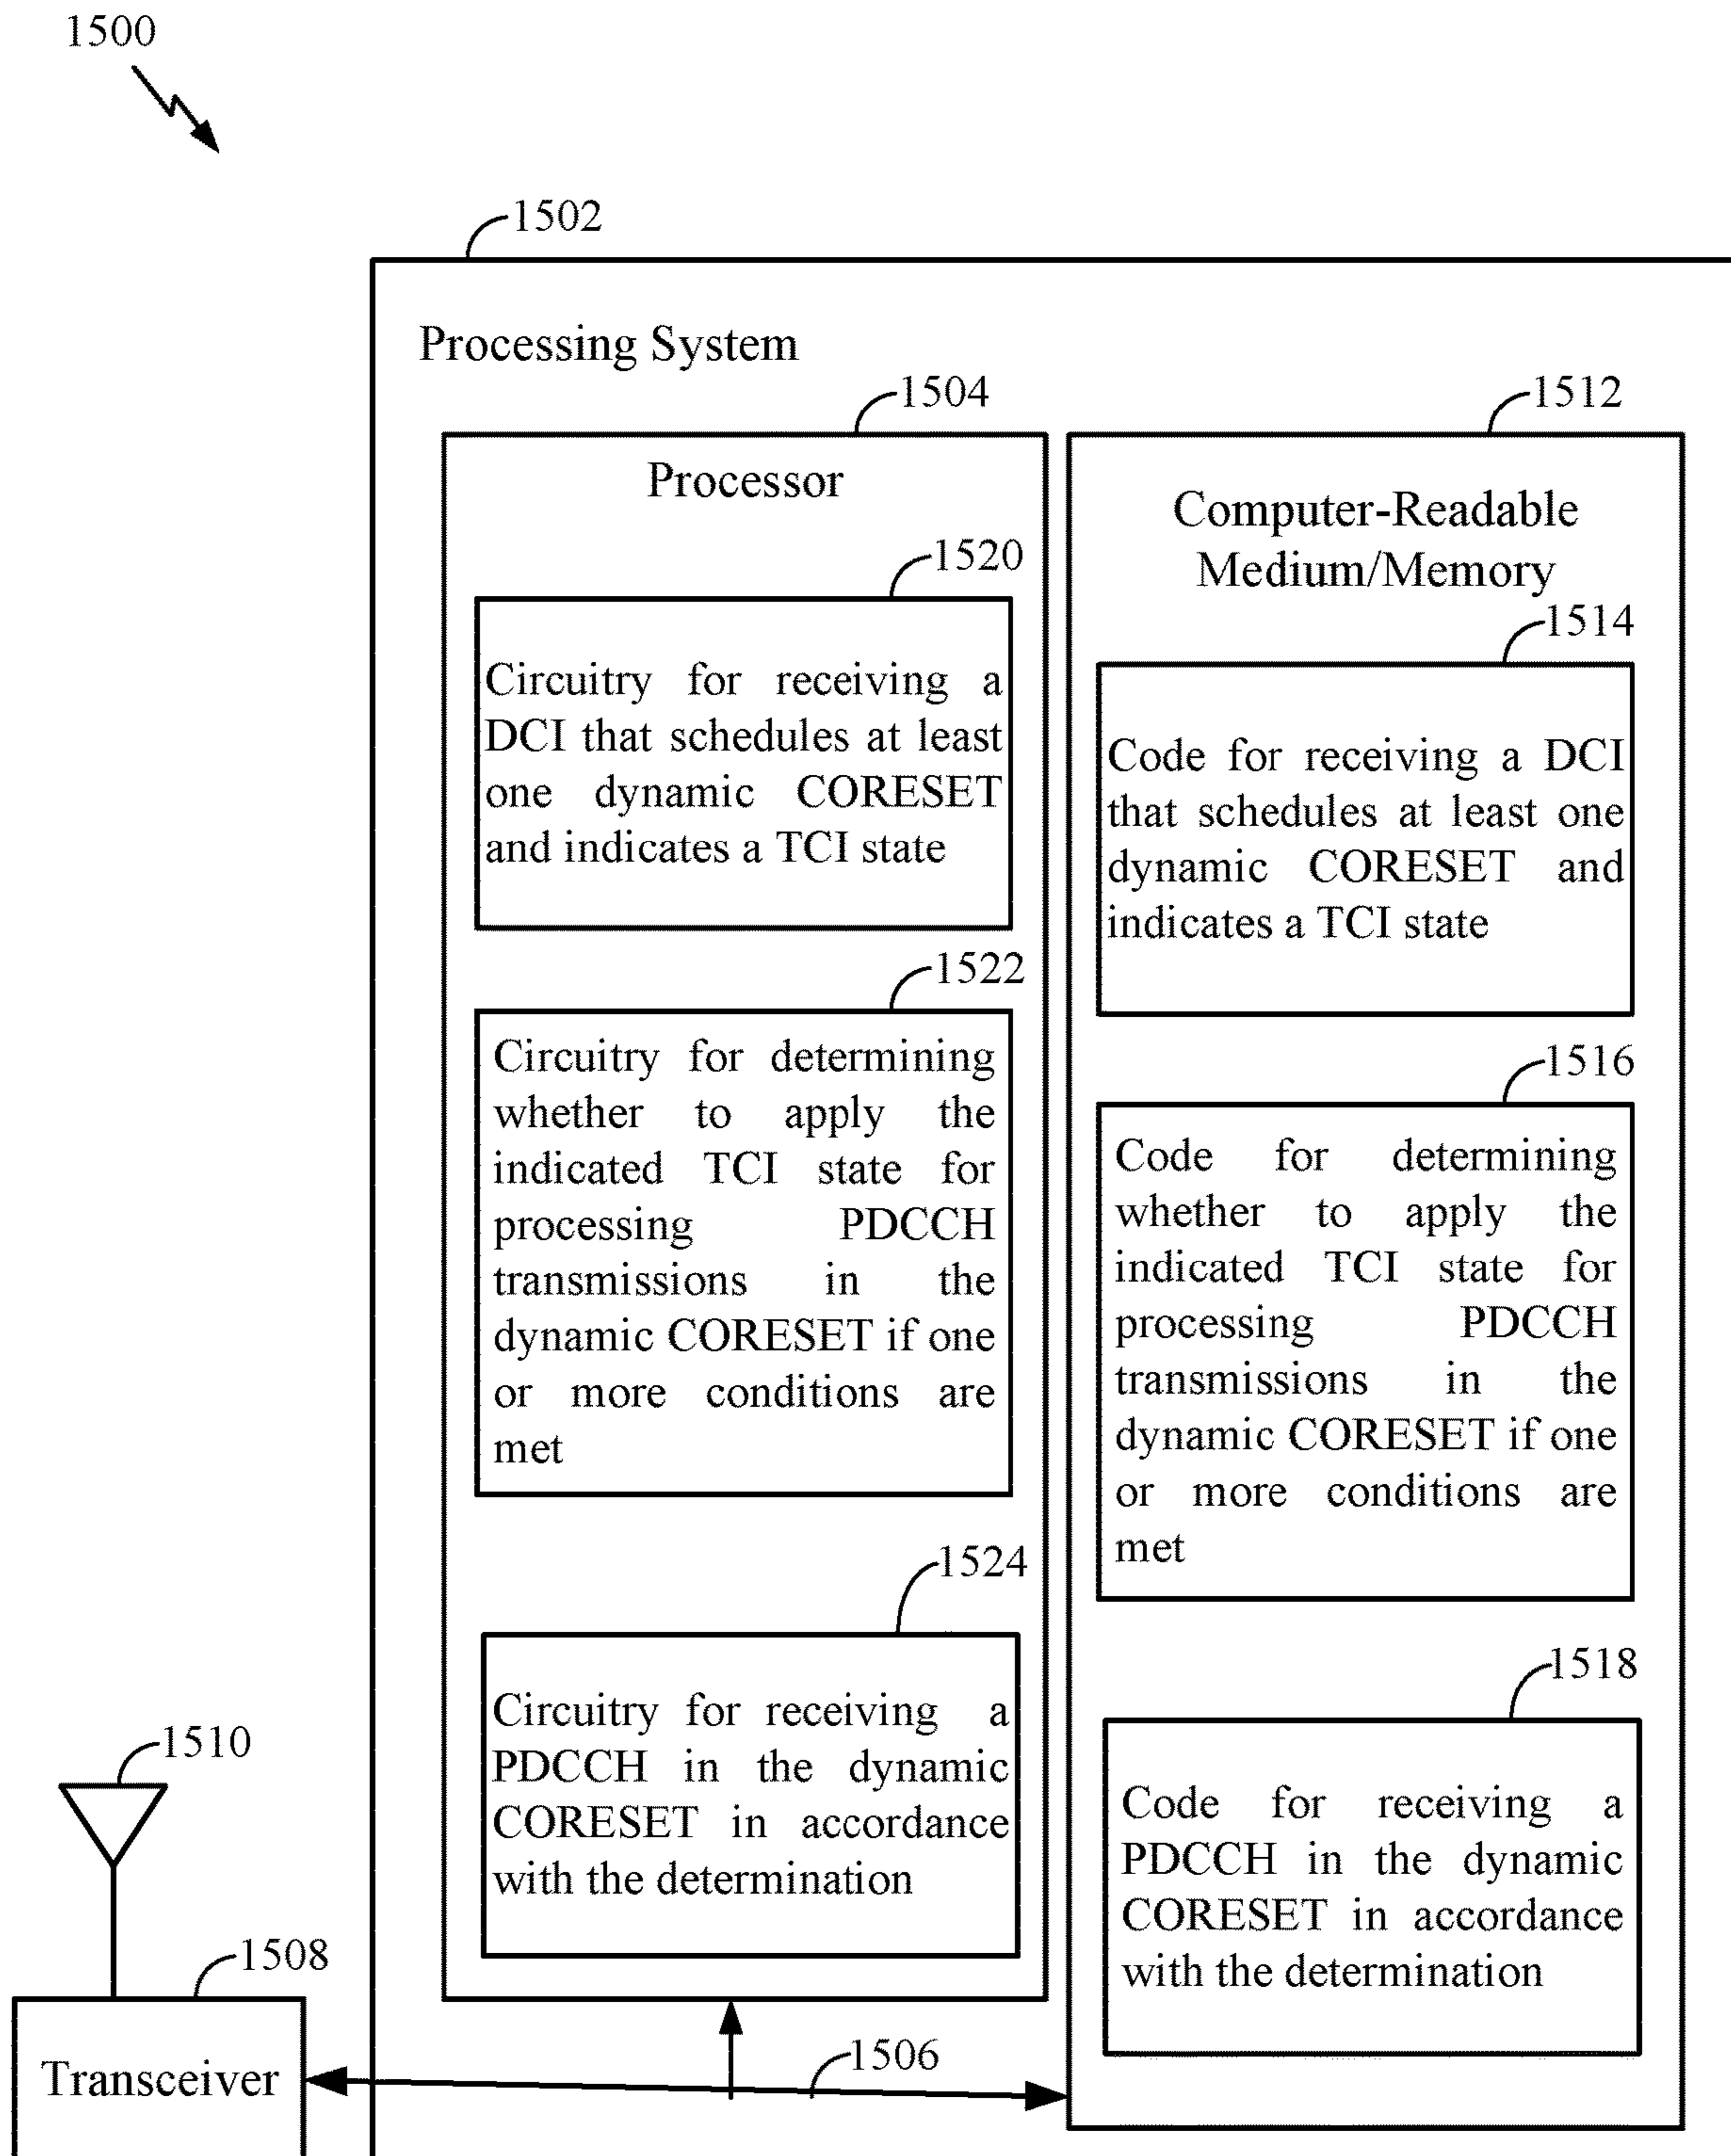 1500
1502
Processing System
1504
Processor
1520
Circuitry for receiving a
DCI that schedules at least
one dynamic CORESET
and indicates a TCI state
1522
Circuitry for determining
whether to apply the
indicated TCI state for
processing PDCCH
transmissions in the
dynamic CORESET if one
or more conditions are
met
1524
Circuitry for receiving a
PDCCH in the dynamic
CORESET in accordance
with the determination
1512
Computer-Readable
Medium/Memory
1514
Code for receiving a DCI
that schedules at least one
dynamic CORESET and
indicates a TCI state
1516
Code for determining
whether to apply the
indicated TCI state for
processing PDCCH
transmissions in the
dynamic CORESET if one
or more conditions are
met
1518
Code for receiving a
PDCCH in the dynamic
CORESET in accordance
with the determination
1510
1508
Transceiver
1506